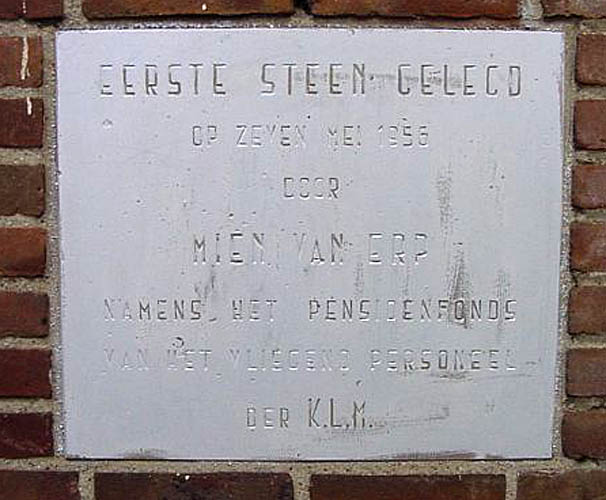 EERSTE STEEN GELEGD
OP ZEVEN MEI 1956
DOOR
MIEN VAN ERP
NAMENS HET PENSIOENFONDS
VAN HET VLIEGEND PERSONEEL
DER K.L.M.